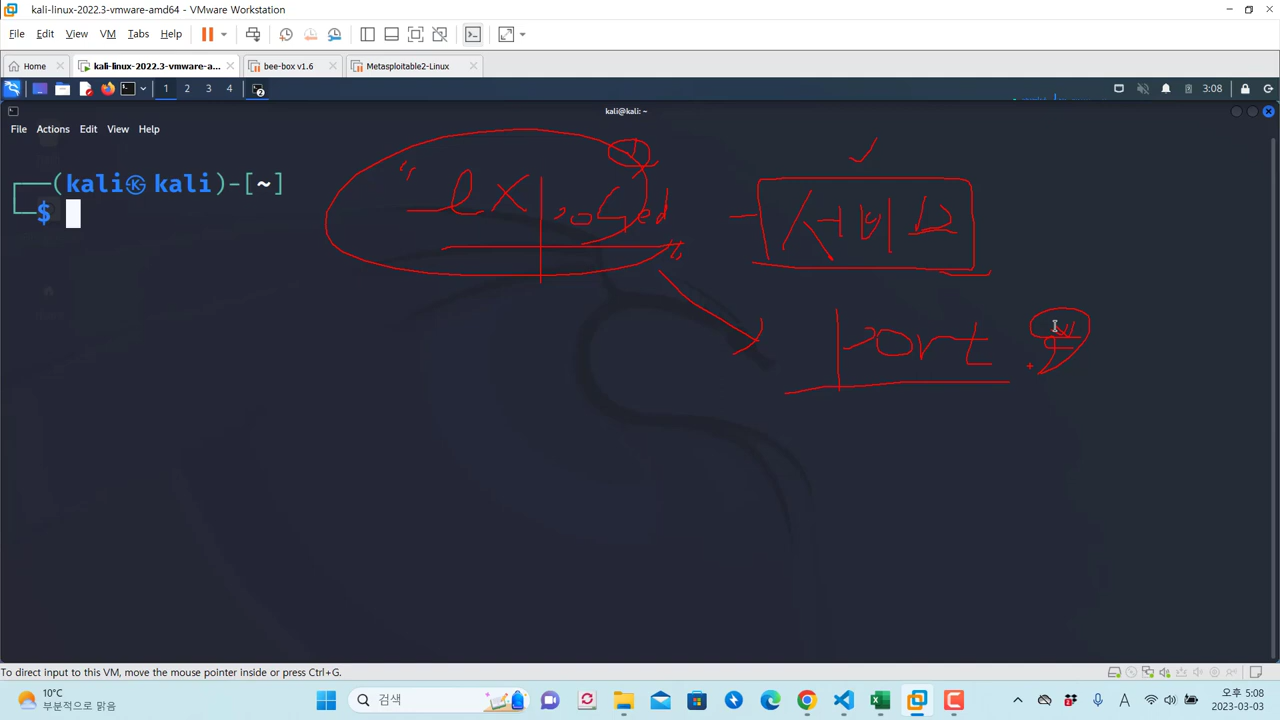 kali-linux-2022.3-vmware-amd64 - VMware Workstation
File Edit View VM Tabs Help
Home kali-linux-2022.3-vmware-a... bee-box v1.6 Metasploitable2-Linux
1 2 3 4 2 3:08
kali@kali: ~
File Actions Edit View Help
┌──(kali㉿kali)-[~]
└─$
" exposed " 서비스
port
To direct input to this VM, move the mouse pointer inside or press Ctrl+G.
10°C
부분적으로 맑음
검색
A 오후 5:08
2023-03-03